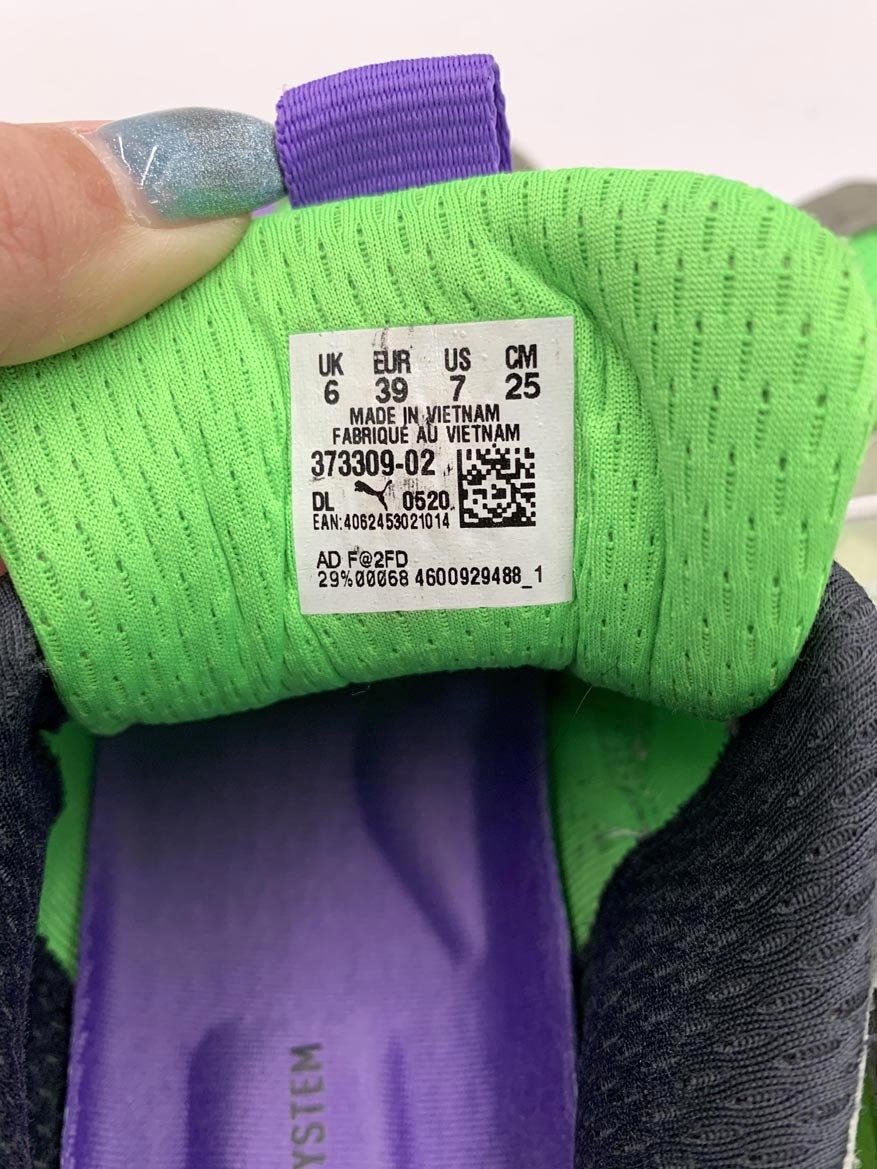 UK EUR US CM
6 39 7 25
MADE IN VIETNAM
FABRIQUE AU VIETNAM
373309-02
DL 0520
EAN:4062453021014
AD F@2FD
29%00068 4600929488_1
YSTEM